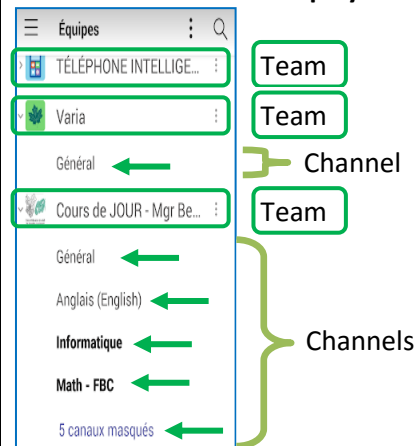 Équipes
TÉLÉPHONE INTELLIGE... Team
Varia Team
Général Channel
Cours de JOUR - Mgr Be... Team
Général
Anglais (English)
Informatique Channels
Math - FBC
5 canaux masqués